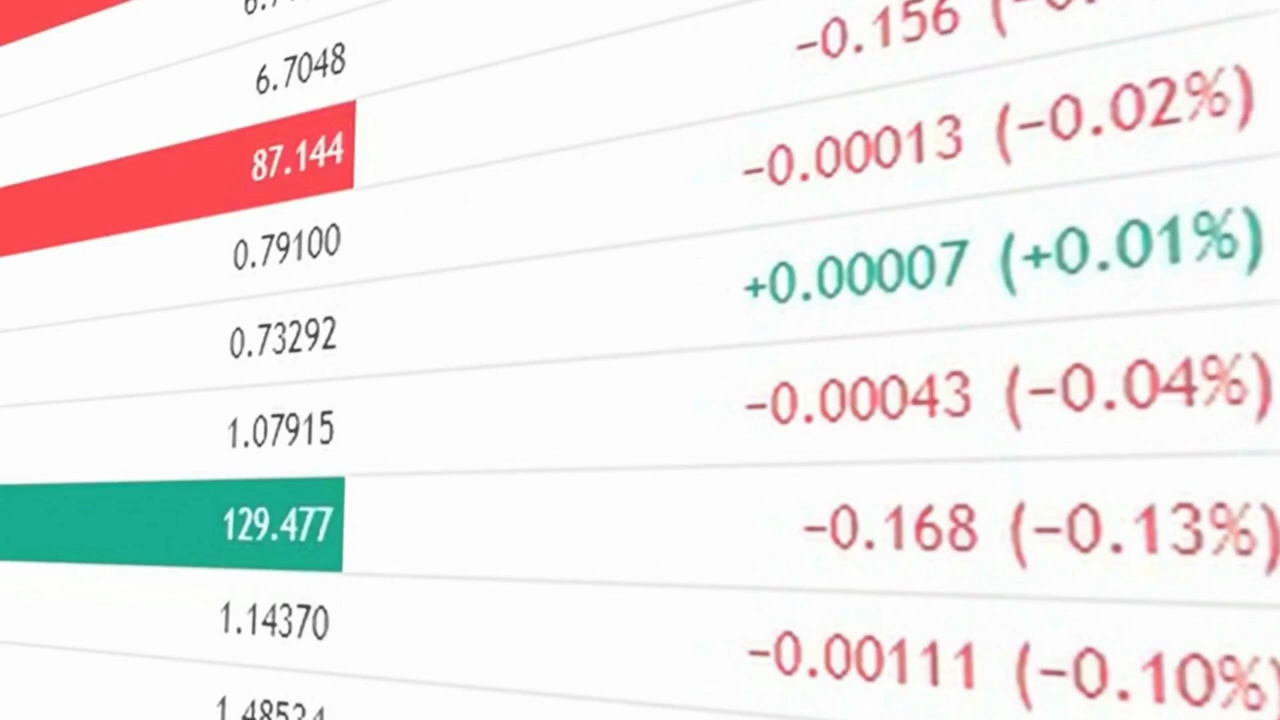 6.7048
87.144 -0.156
0.79100 -0.00013 (-0.02%)
0.73292 +0.00007 (+0.01%)
1.07915 -0.00043 (-0.04%)
129.477 -0.168 (-0.13%)
1.14370 -0.00111 (-0.10%)